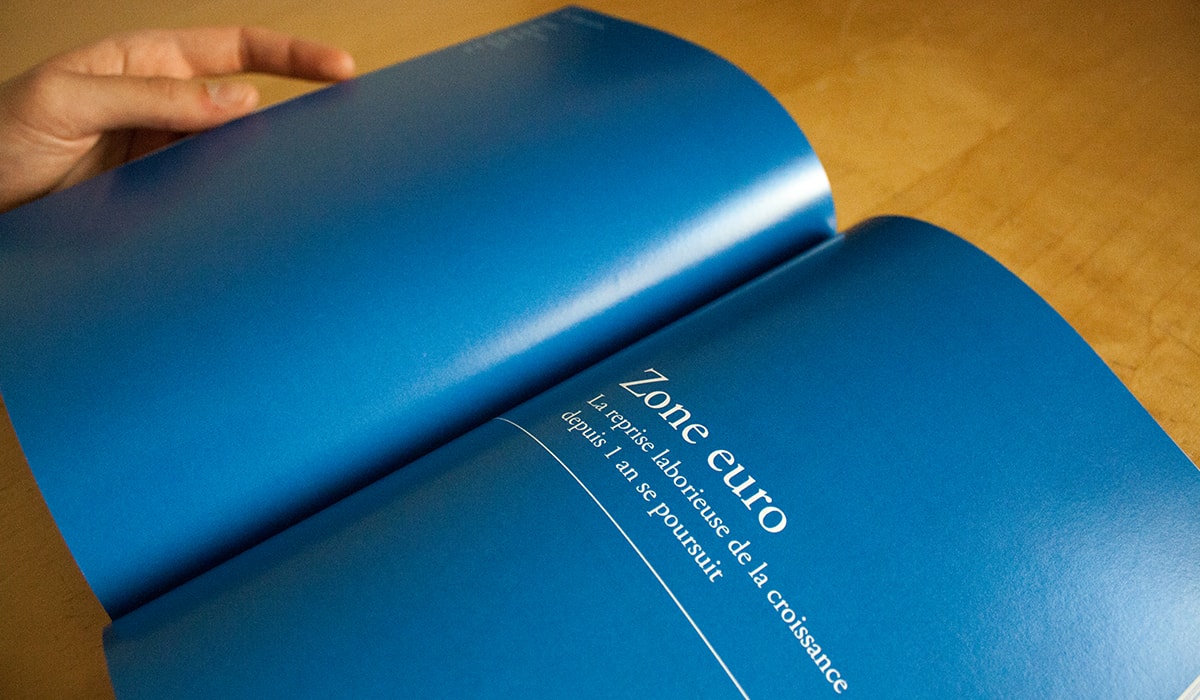 Zone euro
La reprise laborieuse de la croissance
depuis 1 an se poursuit